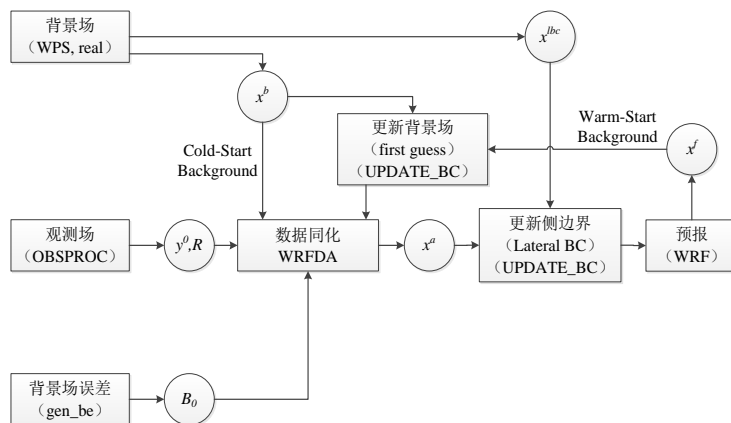 背景场
（WPS, real）
x^lbc
x^b
Cold-Start
Background
更新背景场
（first guess）
（UPDATE_BC）
Warm-Start
Background
x^f
观测场
（OBSPROC）
y^0,R
数据同化
WRFDA
x^a
更新侧边界
（Lateral BC）
（UPDATE_BC）
预报
（WRF）
背景场误差
（gen_be）
B_0